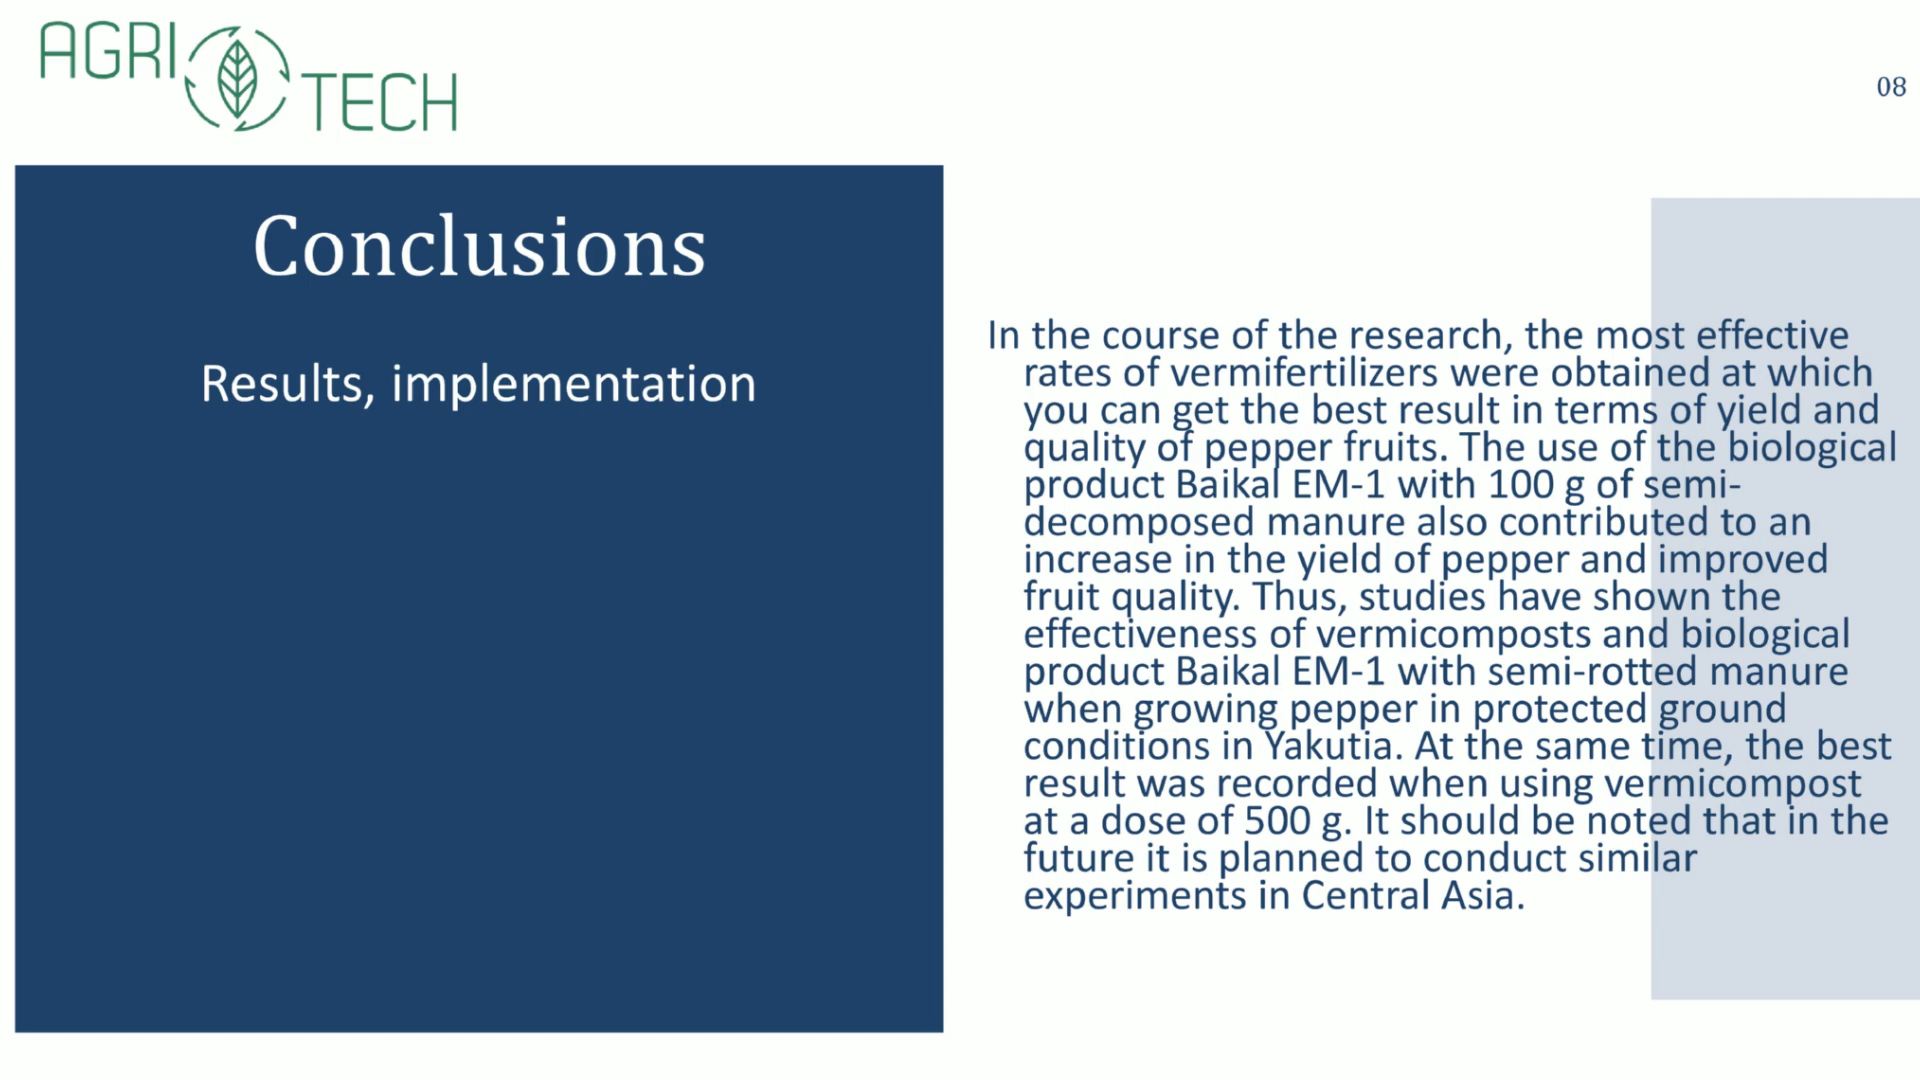 AGRI TECH
08
Conclusions
Results, implementation
In the course of the research, the most effective
rates of vermifertilizers were obtained at which
you can get the best result in terms of yield and
quality of pepper fruits. The use of the biological
product Baikal EM-1 with 100 g of semi-
decomposed manure also contributed to an
increase in the yield of pepper and improved
fruit quality. Thus, studies have shown the
effectiveness of vermicomposts and biological
product Baikal EM-1 with semi-rotted manure
when growing pepper in protected ground
conditions in Yakutia. At the same time, the best
result was recorded when using vermicompost
at a dose of 500 g. It should be noted that in the
future it is planned to conduct similar
experiments in Central Asia.